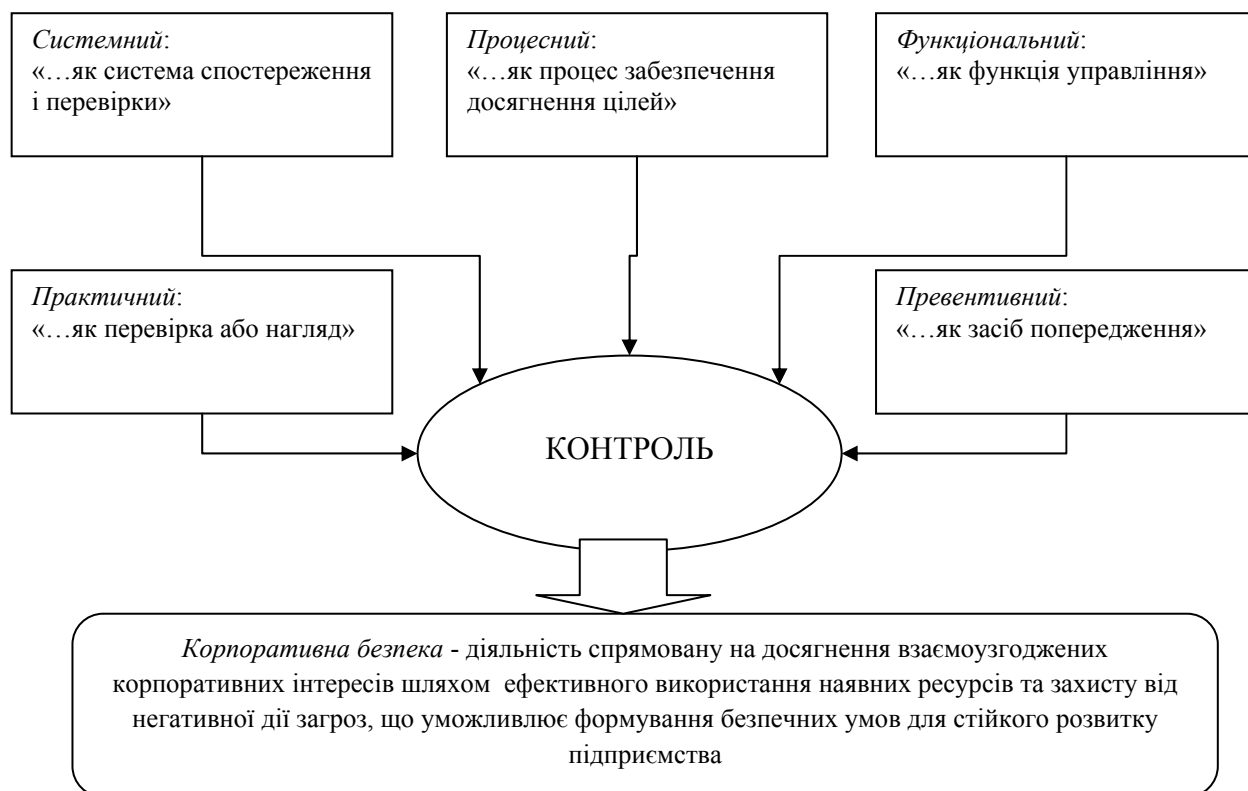 Системний:
«…як система спостереження
і перевірки»
Процесний:
«…як процес забезпечення
досягнення цілей»
Функціональний:
«…як функція управління»
Практичний:
«…як перевірка або нагляд»
Превентивний:
«…як засіб попередження»
КОНТРОЛЬ
Корпоративна безпека - діяльність спрямовану на досягнення взаємоузгоджених
корпоративних інтересів шляхом ефективного використання наявних ресурсів та захисту від
негативної дії загроз, що уможливлює формування безпечних умов для стійкого розвитку
підприємства